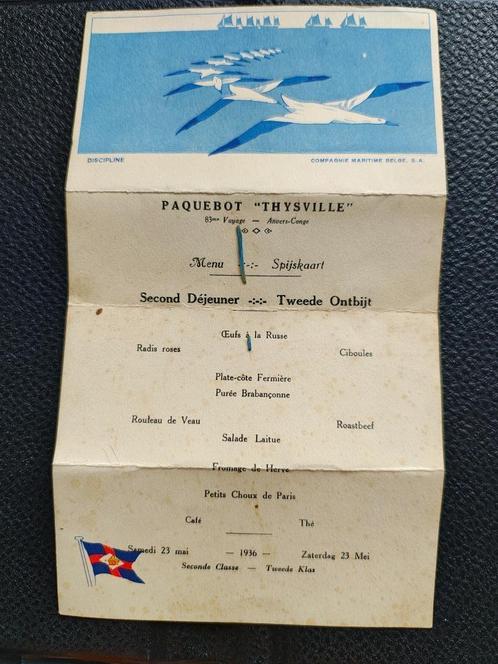 DISCIPLINE COMPAGNIE MARITIME BELGE, S.A.
PAQUEBOT "THYSVILLE"
83me Voyage — Anvers-Congo
Menu -:-:- Spijskaart
Second Déjeuner -:-:- Tweede Ontbijt
Œufs à la Russe
Radis roses Ciboules
Plate-côte Fermière
Purée Brabançonne
Rouleau de Veau Roastbeef
Salade Laitue
Fromage de Herve
Petits Choux de Paris
Café Thé
Samedi 23 mai — 1936 — Zaterdag 23 Mei
Seconde Classe — Tweede Klas